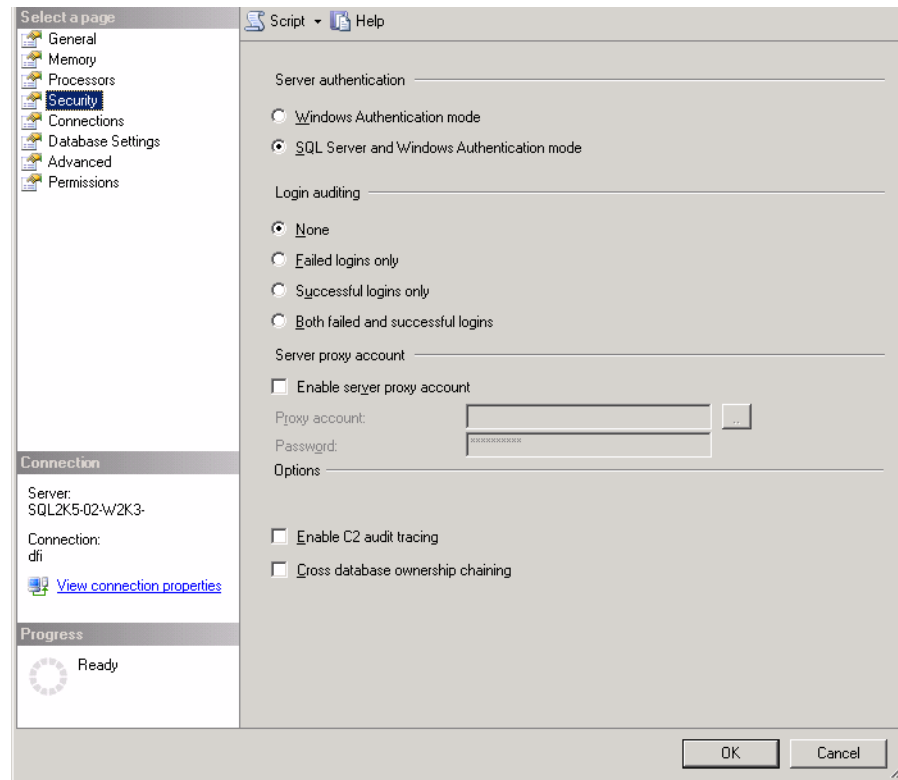 Select a page
General
Memory
Processors
Security
Connections
Database Settings
Advanced
Permissions
Script
Help
Server authentication
Windows Authentication mode
SQL Server and Windows Authentication mode
Login auditing
None
Failed logins only
Successful logins only
Both failed and successful logins
Server proxy account
Enable server proxy account
Proxy account:
..
Password:
**********
Options
Enable C2 audit tracing
Cross database ownership chaining
Connection
Server:
SQL2K5-02-W2K3-
Connection:
dfi
View connection properties
Progress
Ready
OK
Cancel